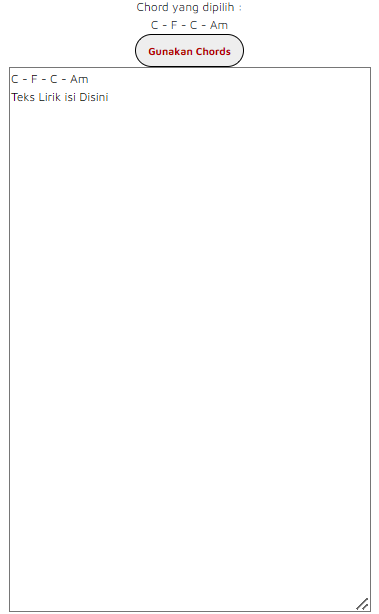 Chord yang dipilih :
C - F - C - Am
Gunakan Chords
C - F - C - Am
Teks Lirik isi Disini